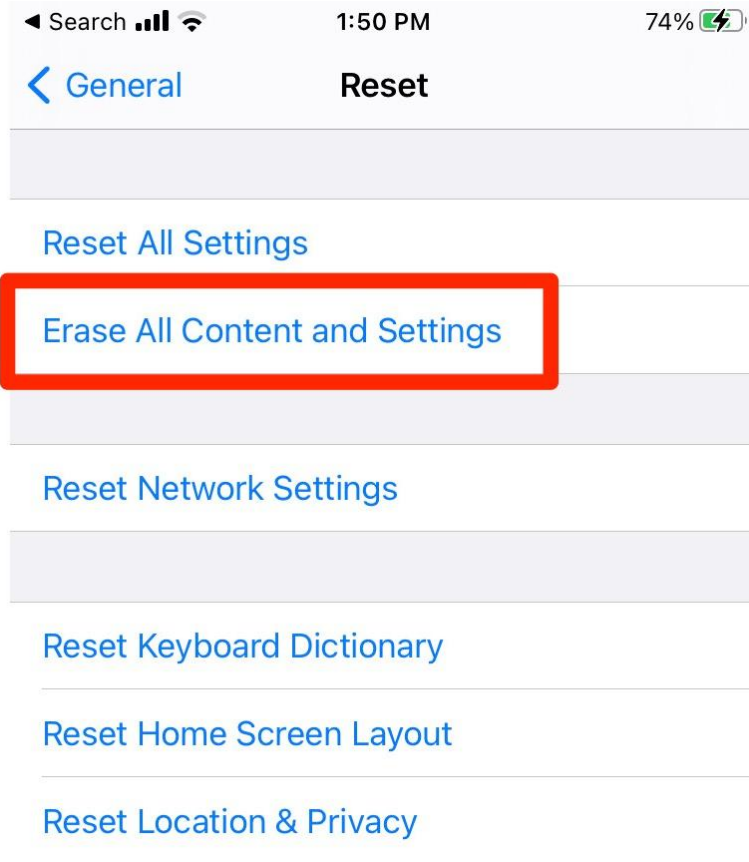 Search 1:50 PM 74%
General Reset
Reset All Settings
Erase All Content and Settings
Reset Network Settings
Reset Keyboard Dictionary
Reset Home Screen Layout
Reset Location & Privacy